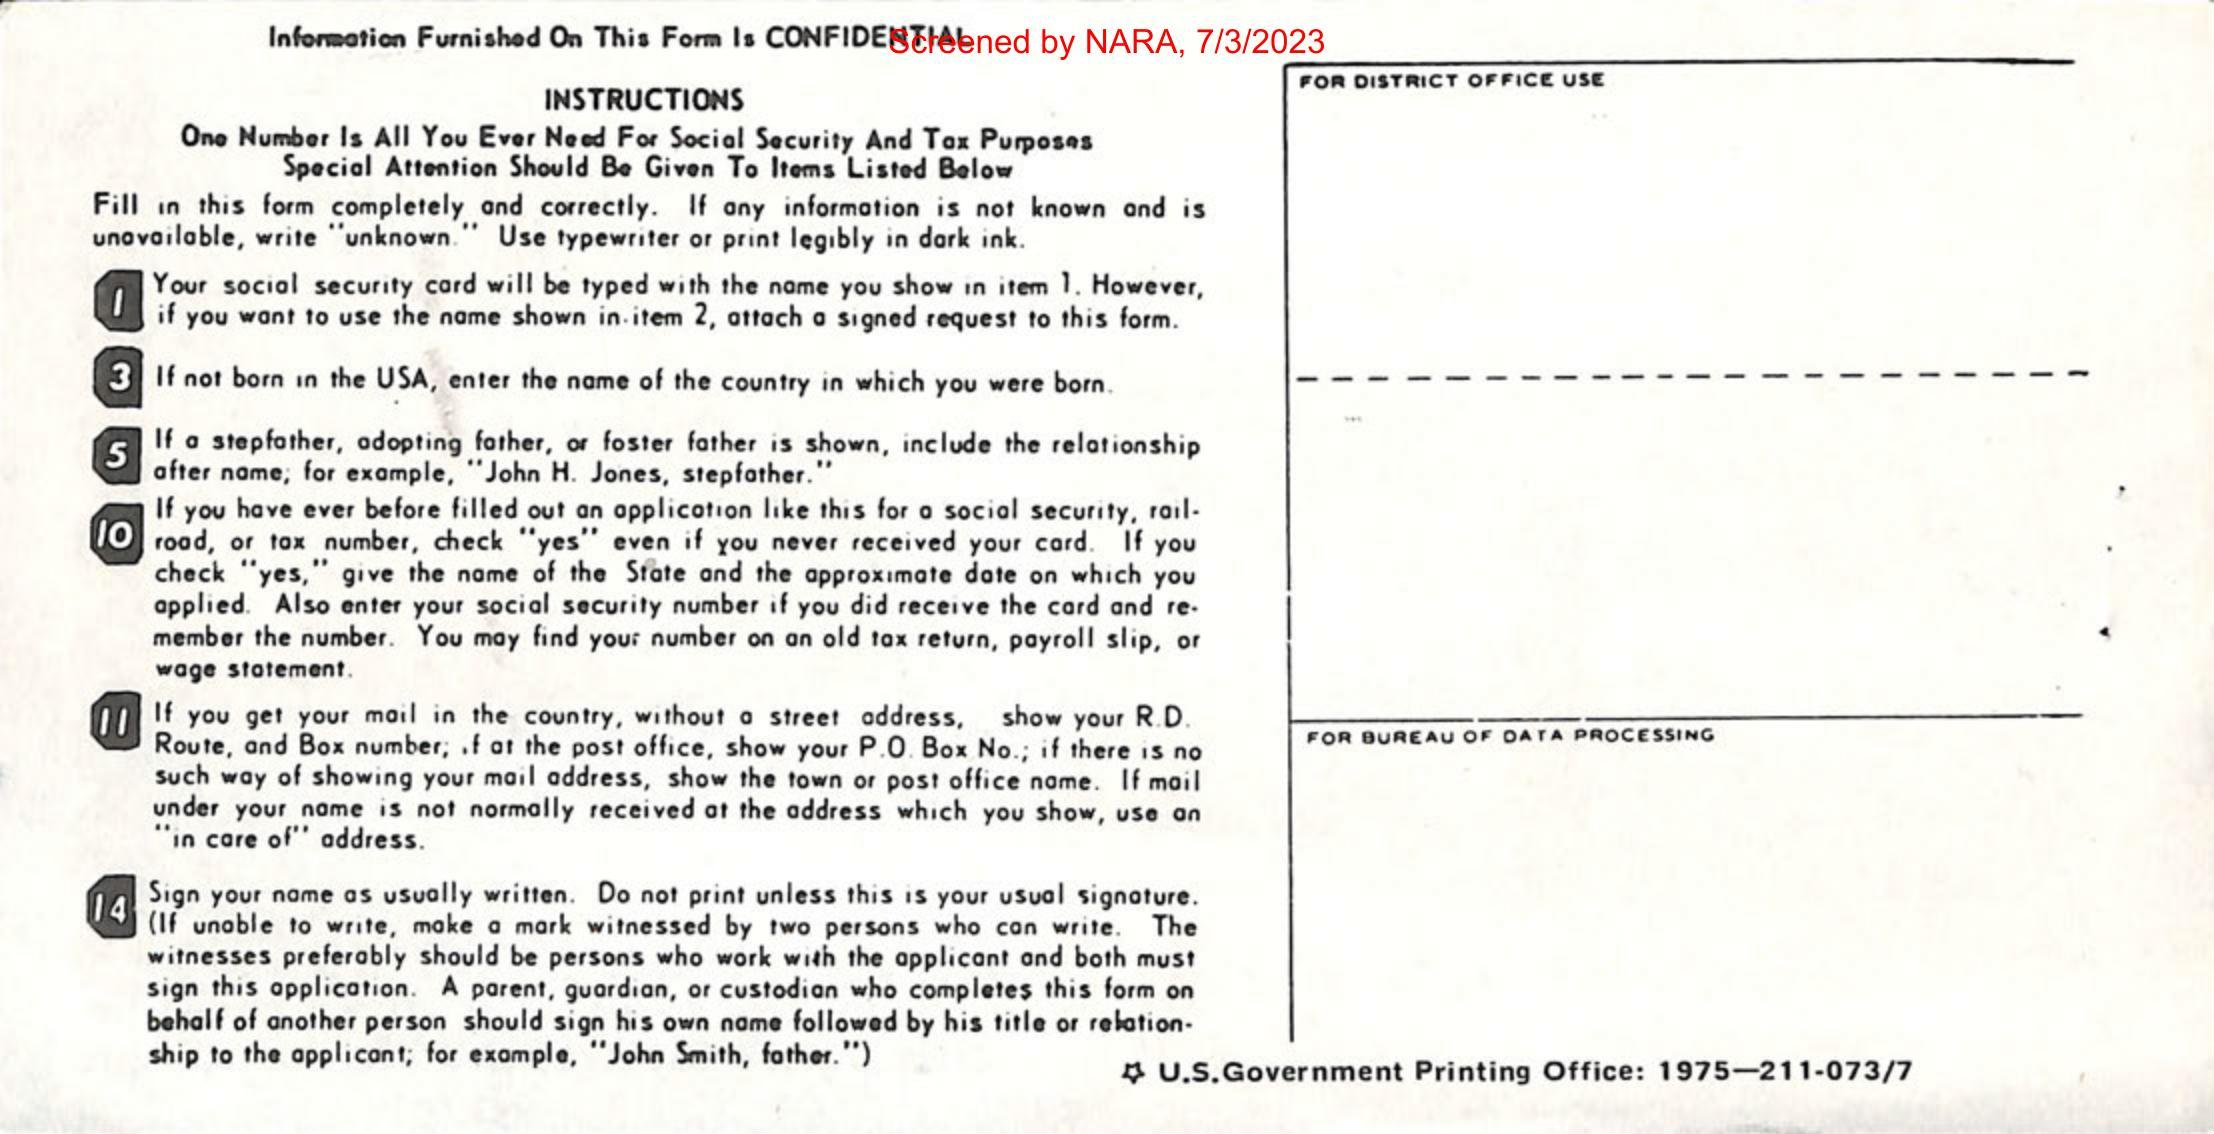 Information Furnished On This Form Is CONFIDENTIAL
Screened by NARA, 7/3/2023
INSTRUCTIONS
One Number Is All You Ever Need For Social Security And Tax Purposes
Special Attention Should Be Given To Items Listed Below
Fill in this form completely and correctly. If any information is not known and is
unavailable, write "unknown." Use typewriter or print legibly in dark ink.
1 Your social security card will be typed with the name you show in item 1. However,
if you want to use the name shown in item 2, attach a signed request to this form.
3 If not born in the USA, enter the name of the country in which you were born.
5 If a stepfather, adopting father, or foster father is shown, include the relationship
after name; for example, "John H. Jones, stepfather."
10 If you have ever before filled out an application like this for a social security, rail-
road, or tax number, check "yes" even if you never received your card. If you
check "yes," give the name of the State and the approximate date on which you
applied. Also enter your social security number if you did receive the card and re-
member the number. You may find your number on an old tax return, payroll slip, or
wage statement.
11 If you get your mail in the country, without a street address, show your R.D.
Route, and Box number; if at the post office, show your P.O. Box No.; if there is no
such way of showing your mail address, show the town or post office name. If mail
under your name is not normally received at the address which you show, use an
"in care of" address.
14 Sign your name as usually written. Do not print unless this is your usual signature.
(If unable to write, make a mark witnessed by two persons who can write. The
witnesses preferably should be persons who work with the applicant and both must
sign this application. A parent, guardian, or custodian who completes this form on
behalf of another person should sign his own name followed by his title or relation-
ship to the applicant; for example, "John Smith, father.")
FOR DISTRICT OFFICE USE
FOR BUREAU OF DATA PROCESSING
☆ U.S. Government Printing Office: 1975—211-073/7